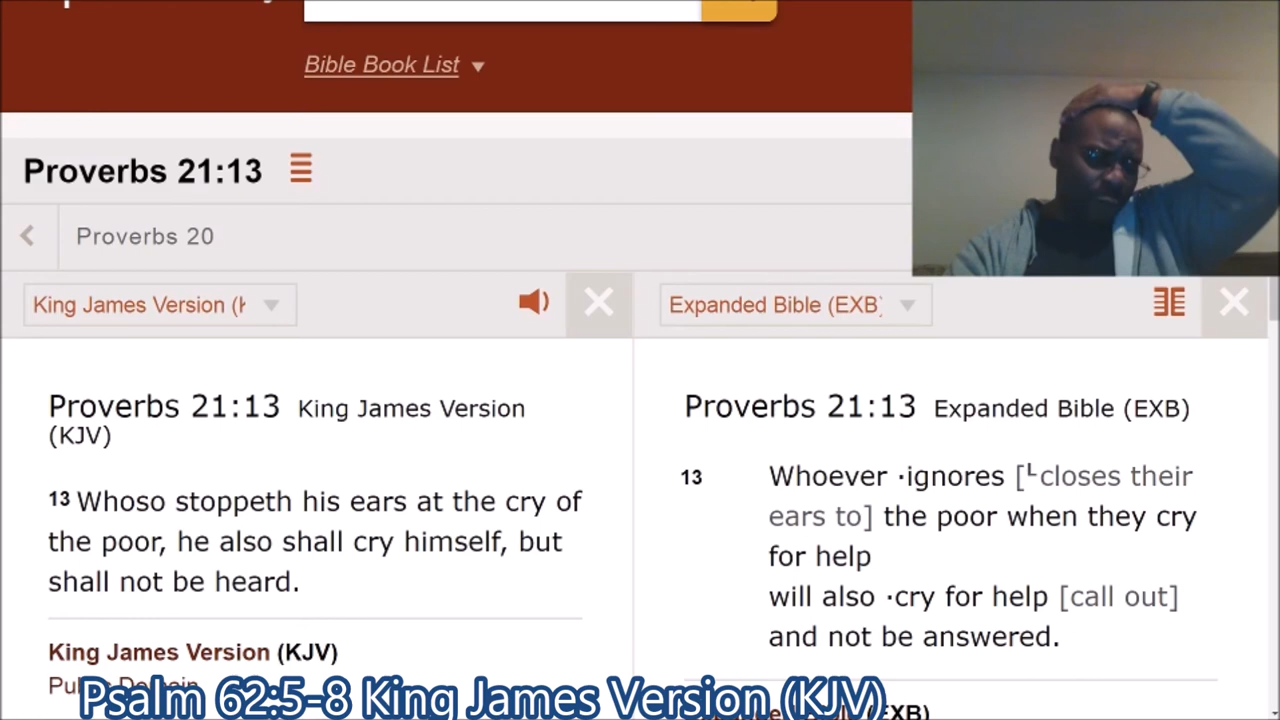 Bible Book List
Proverbs 21:13
Proverbs 20
King James Version (K
Expanded Bible (EXB)
Proverbs 21:13 King James Version
(KJV)
13 Whoso stoppeth his ears at the cry of
the poor, he also shall cry himself, but
shall not be heard.
King James Version (KJV)
Public Domain
Proverbs 21:13 Expanded Bible (EXB)
13 Whoever ·ignores [└closes their
ears to] the poor when they cry
for help
will also ·cry for help [call out]
and not be answered.
(EXB)
Psalm 62:5-8 King James Version (KJV)